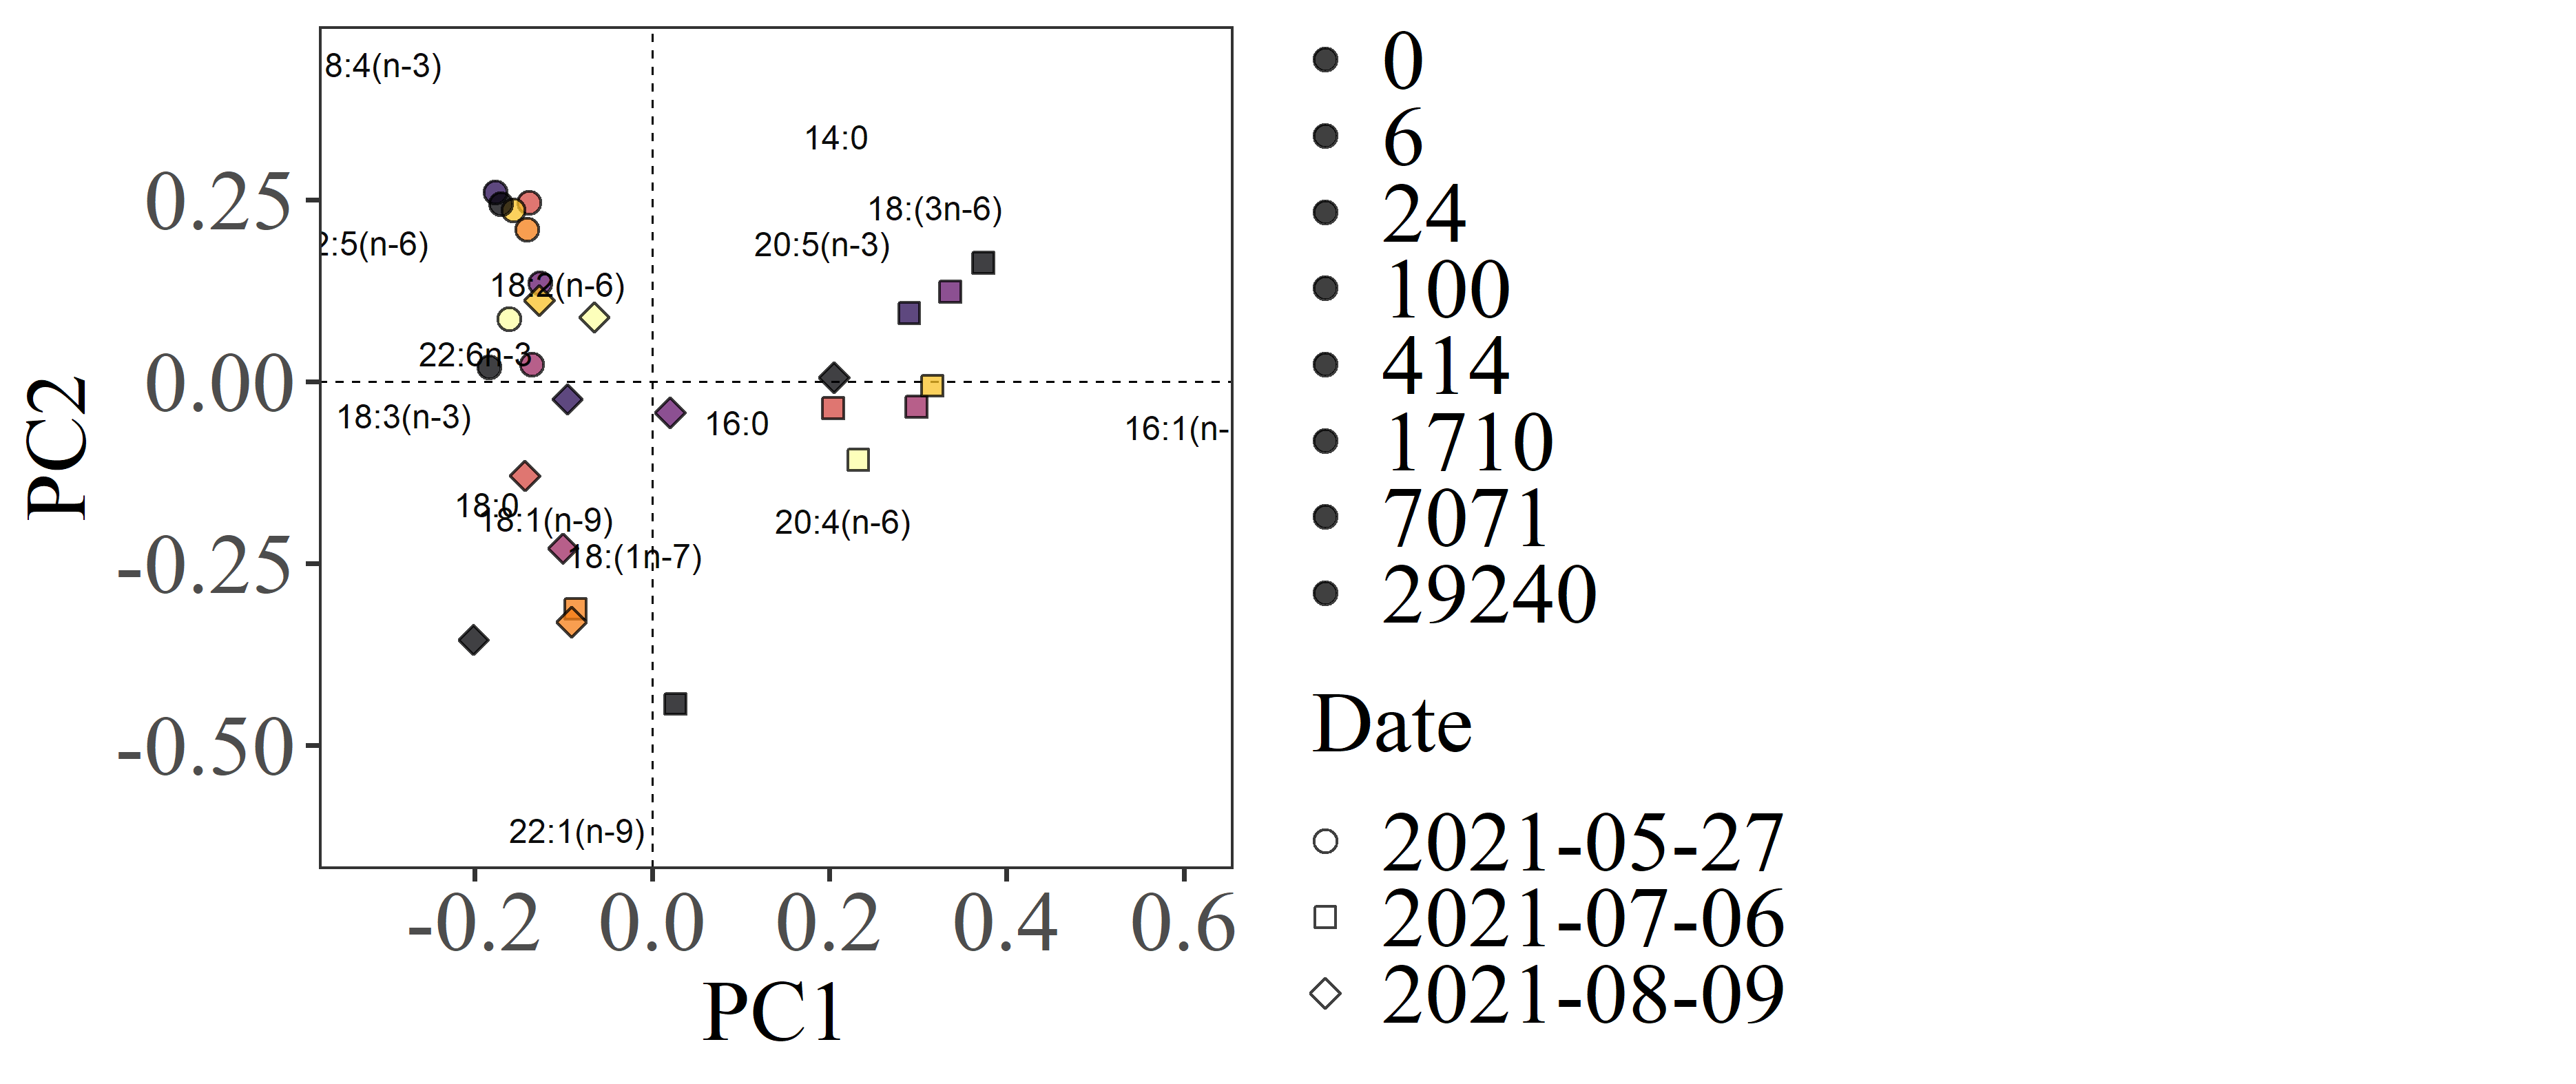 8:4(n-3)
14:0
0.25
18:(3n-6)
2:5(n-6)
20:5(n-3)
18:2(n-6)
22:6n-3
0.00
18:3(n-3)
16:0
16:1(n-
18:0
18:1(n-9)
20:4(n-6)
18:(1n-7)
-0.25
-0.50
22:1(n-9)
PC2
-0.2 0.0 0.2 0.4 0.6
PC1
0
6
24
100
414
1710
7071
29240
Date
2021-05-27
2021-07-06
2021-08-09